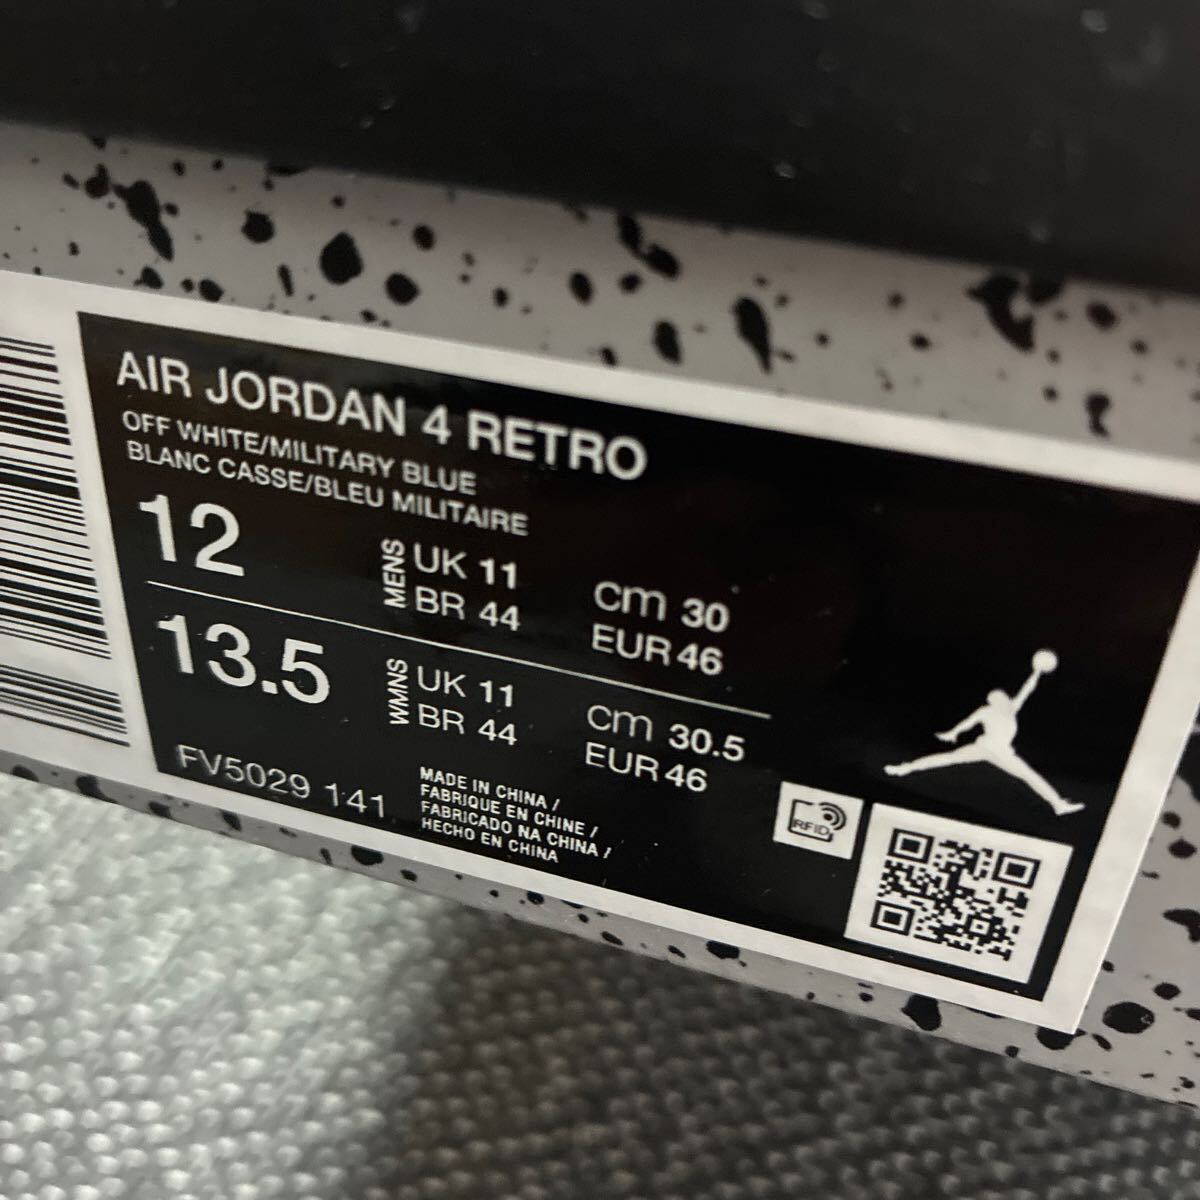 AIR JORDAN 4 RETRO
OFF WHITE/MILITARY BLUE
BLANC CASSE/BLEU MILITAIRE
12 MENS UK 11 cm 30
BR 44 EUR 46
13.5 WMNS UK 11 cm 30.5
BR 44 EUR 46
FV5029 141
MADE IN CHINA /
FABRIQUE EN CHINE /
FABRICADO NA CHINA /
HECHO EN CHINA
RFID